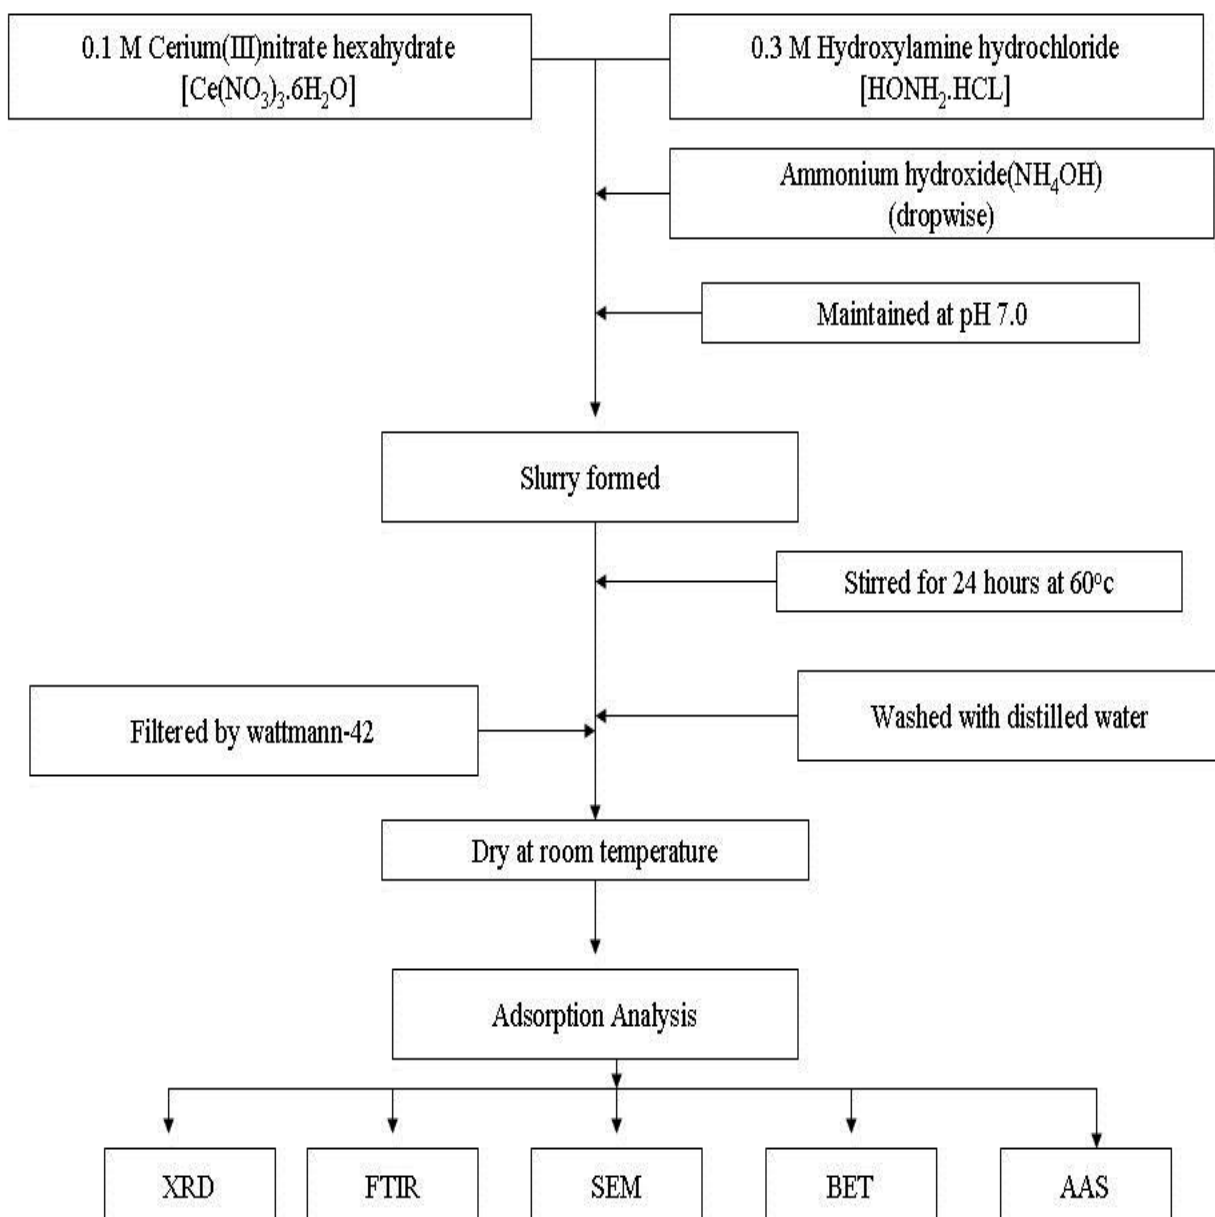 0.1 M Cerium(III)nitrate hexahydrate
[Ce(NO₃)₃.6H₂O]
0.3 M Hydroxylamine hydrochloride
[HONH₂.HCL]
Ammonium hydroxide(NH₄OH)
(dropwise)
Maintained at pH 7.0
Slurry formed
Stirred for 24 hours at 60ᵒc
Filtered by wattmann-42
Washed with distilled water
Dry at room temperature
Adsorption Analysis
XRD
FTIR
SEM
BET
AAS